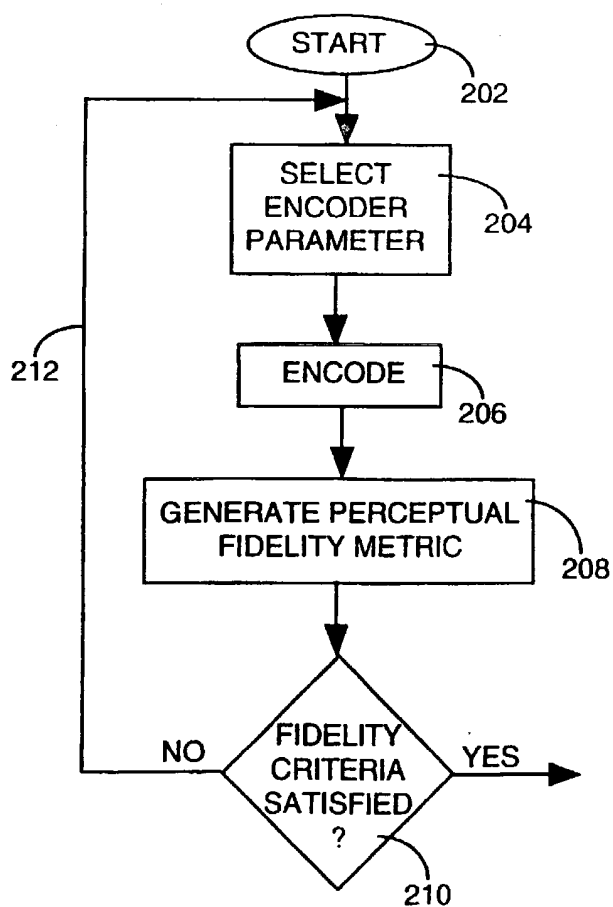 START
202
SELECT
ENCODER
PARAMETER
204
212
ENCODE
206
GENERATE PERCEPTUAL
FIDELITY METRIC
208
NO
FIDELITY
CRITERIA
SATISFIED
?
YES
210